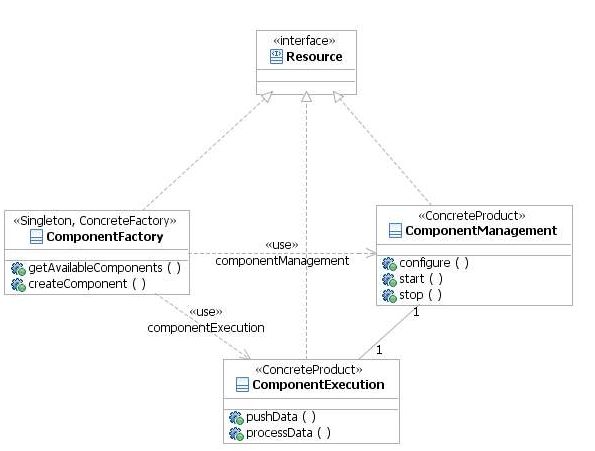 «interface»
Resource
«Singleton, ConcreteFactory»
ComponentFactory
getAvailableComponents ( )
createComponent ( )
«use»
componentManagement
«ConcreteProduct»
ComponentManagement
configure ( )
start ( )
stop ( )
«use»
componentExecution
1
1
«ConcreteProduct»
ComponentExecution
pushData ( )
processData ( )